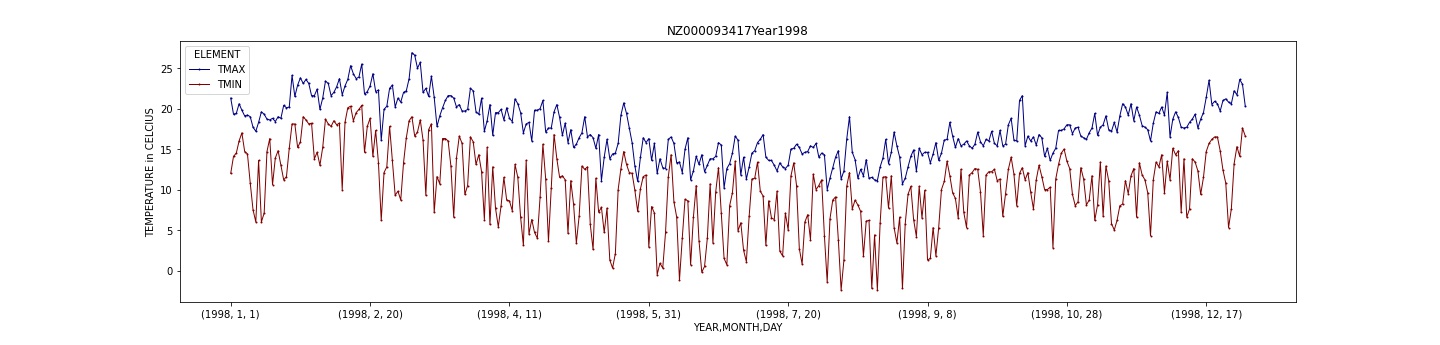 NZ000093417Year1998
ELEMENT
TMAX
TMIN
TEMPERATURE in CELCIUS
25
20
15
10
5
0
(1998, 1, 1) (1998, 2, 20) (1998, 4, 11) (1998, 5, 31) (1998, 7, 20) (1998, 9, 8) (1998, 10, 28) (1998, 12, 17)
YEAR,MONTH,DAY